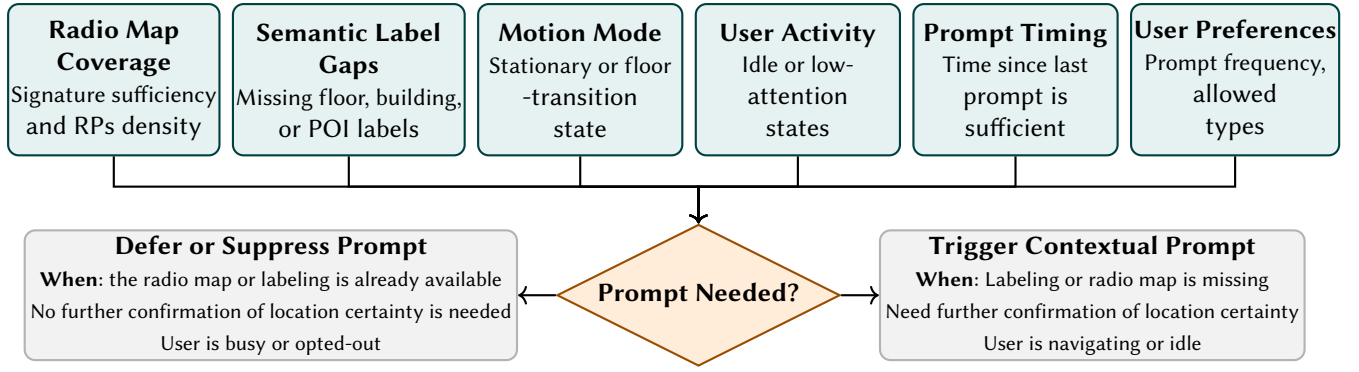 Radio Map
Coverage
Signature sufficiency
and RPs density
Semantic Label
Gaps
Missing floor, building,
or POI labels
Motion Mode
Stationary or floor
-transition
state
User Activity
Idle or low-
attention
states
Prompt Timing
Time since last
prompt is
sufficient
User Preferences
Prompt frequency,
allowed
types
Defer or Suppress Prompt
When: the radio map or labeling is already available
No further confirmation of location certainty is needed
User is busy or opted-out
Prompt Needed?
Trigger Contextual Prompt
When: Labeling or radio map is missing
Need further confirmation of location certainty
User is navigating or idle